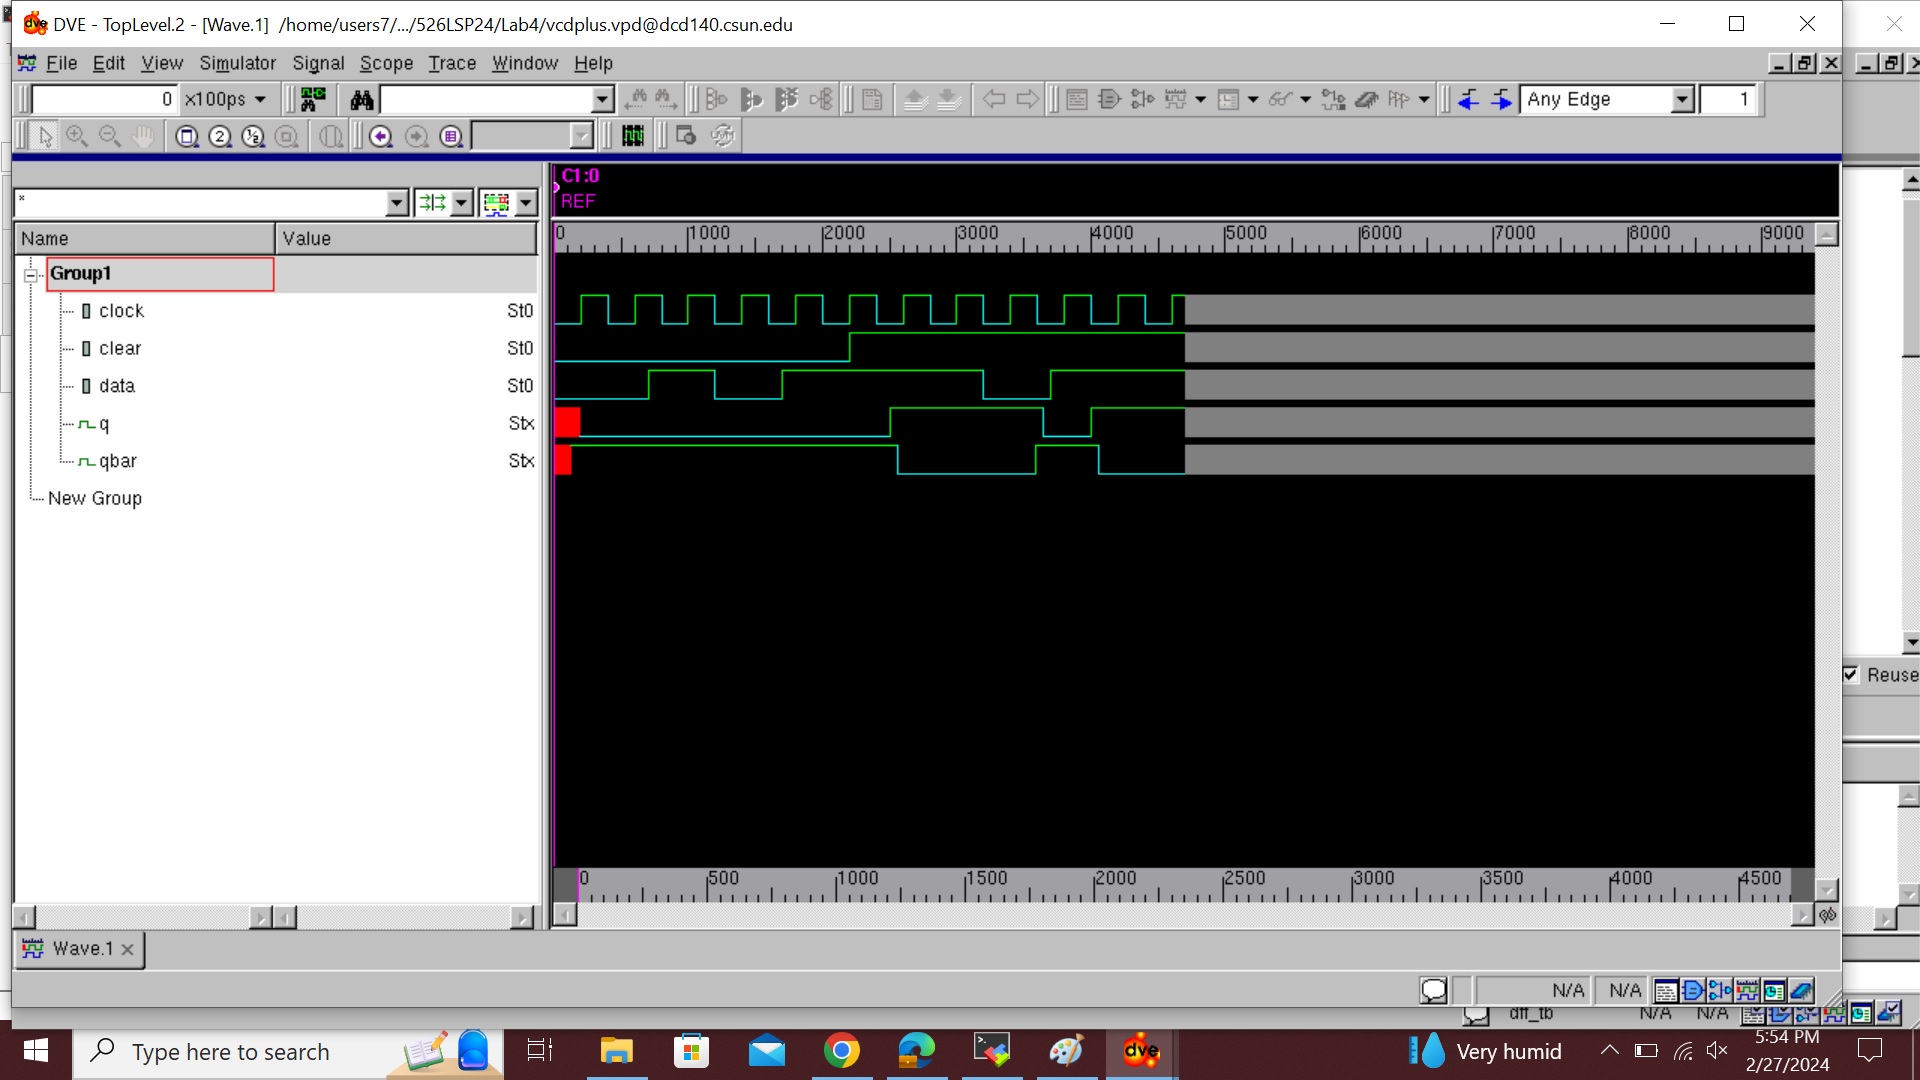 DVE - TopLevel.2 - [Wave.1] /home/users7/.../526LSP24/Lab4/vcdplus.vpd@dcd140.csun.edu
File Edit View Simulator Signal Scope Trace Window Help
0 x100ps Any Edge 1
2 ½
C1:0
REF
*
Name Value
0 1000 2000 3000 4000 5000 6000 7000 8000 9000
Group1
clock St0
clear St0
data St0
q Stx
qbar Stx
New Group
Reuse
0 500 1000 1500 2000 2500 3000 3500 4000 4500
Wave.1
N/A N/A
dff_tb N/A N/A
Type here to search
dve
Very humid
5:54 PM
2/27/2024